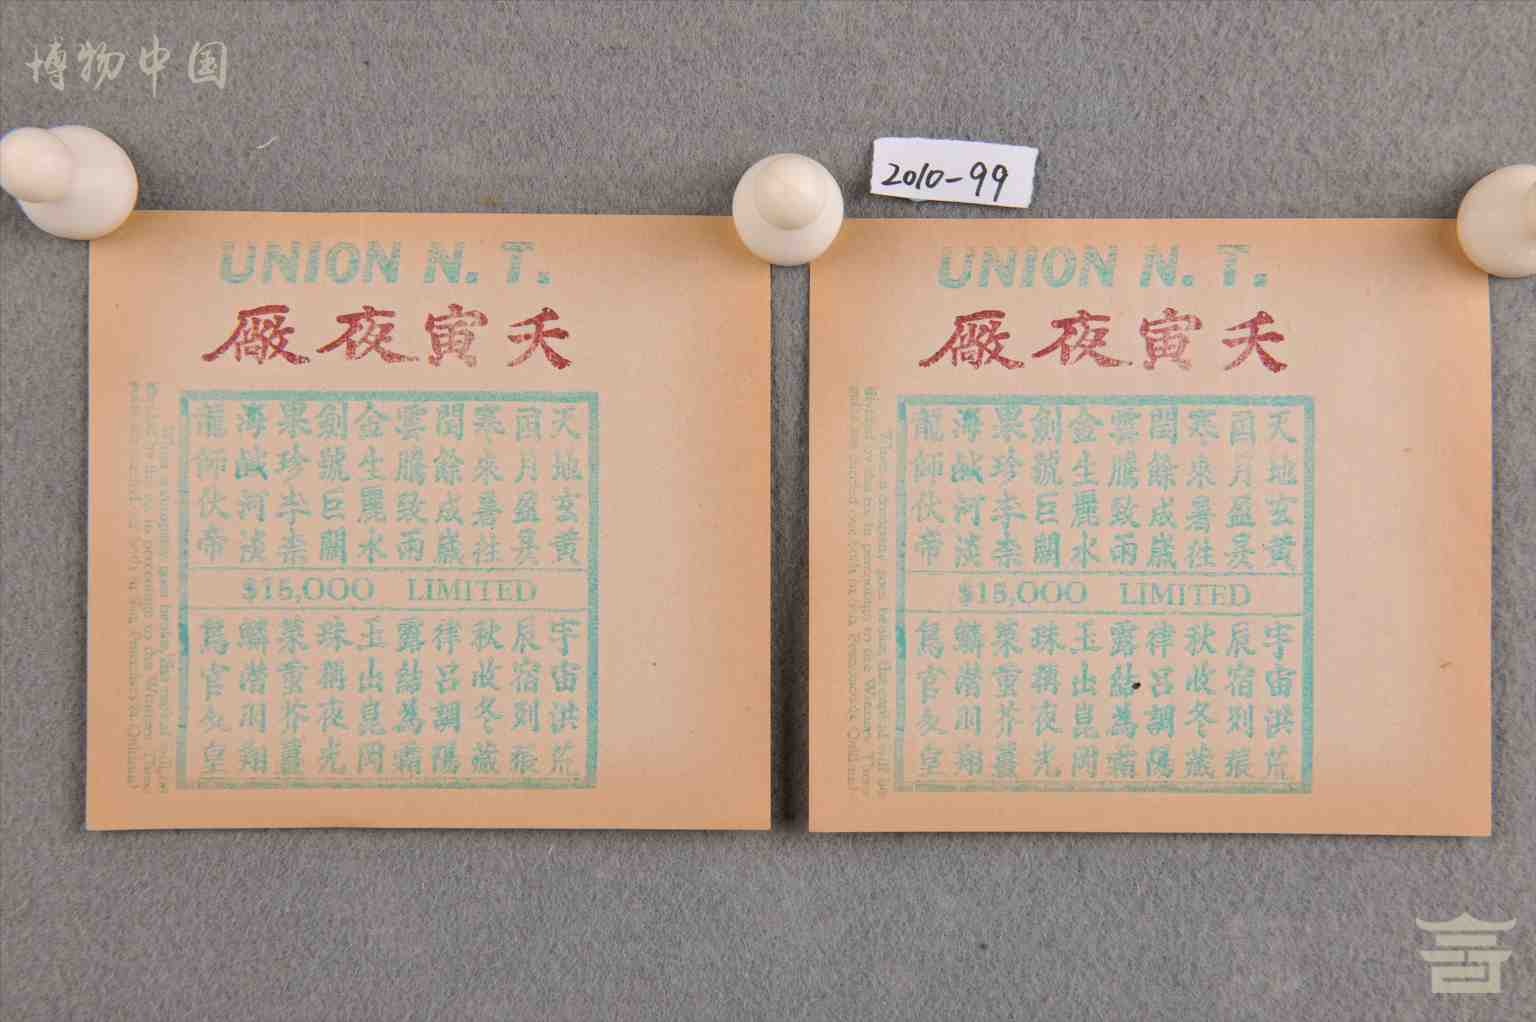 博物中国
2010-99
UNION N. T.
天寅夜厰
天地玄黃
月盈昃
寒來暑往
閏餘成歲
雲騰致雨
金生麗水
劍號巨闕
果珍李柰
海鹹河淡
龍師伙帝
$15,000 LIMITED
宇宙洪荒
辰宿列張
秋收冬藏
律呂調陽
露結為霜
玉出崑岡
珠稱夜光
菜重芥薑
鱗潛羽翔
鳥官皇
UNION N. T.
天寅夜厰
天地玄黃
月盈昃
寒來暑往
閏餘成歲
雲騰致雨
金生麗水
劍號巨闕
果珍李柰
海鹹河淡
龍師伙帝
$15,000 LIMITED
宇宙洪荒
辰宿列張
秋收冬藏
律呂調陽
露結為霜
玉出崑岡
珠稱夜光
菜重芥薑
鱗潛羽翔
鳥官皇